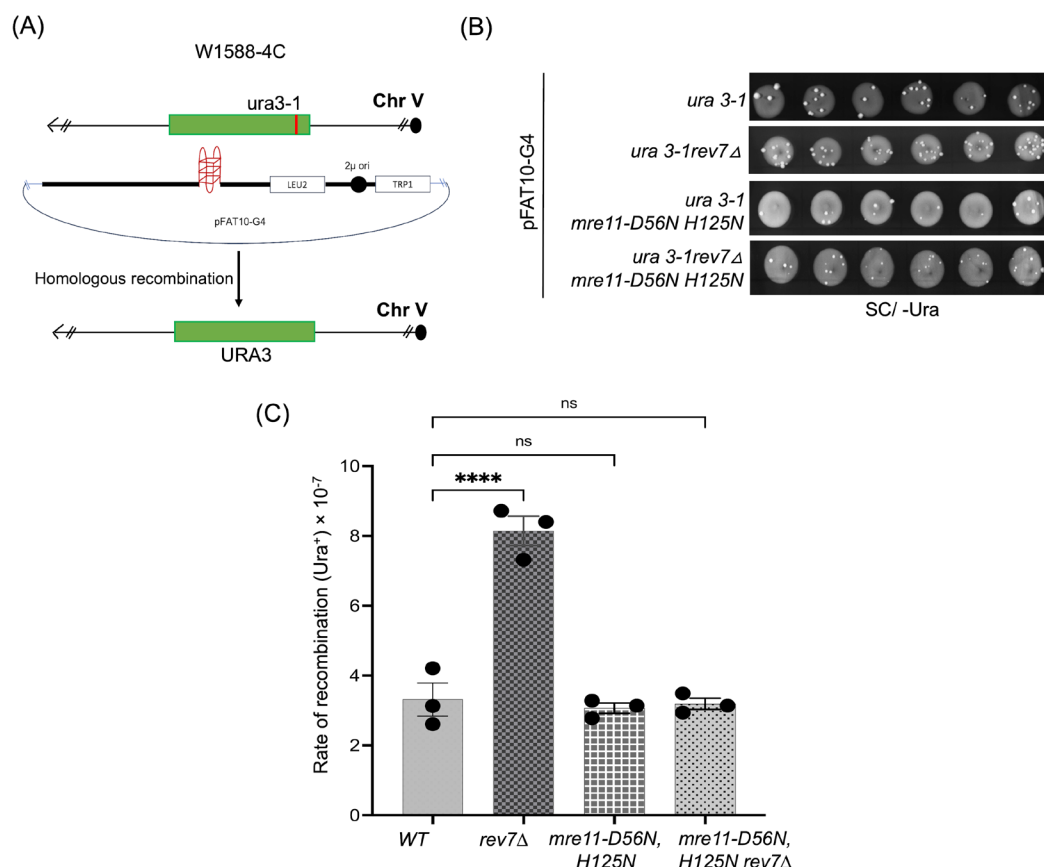 (A)
W1588-4C
ura3-1
Chr V
2µ ori
LEU2
TRP1
pFAT10-G4
Homologous recombination
Chr V
URA3
(B)
pFAT10-G4
ura 3-1
ura 3-1rev7Δ
ura 3-1
mre11-D56N H125N
ura 3-1rev7Δ
mre11-D56N H125N
SC/ -Ura
(C)
ns
ns
****
Rate of recombination (Ura⁺) × 10⁻⁷
10
8
6
4
2
0
WT
rev7Δ
mre11-D56N,
H125N
mre11-D56N,
H125N rev7Δ